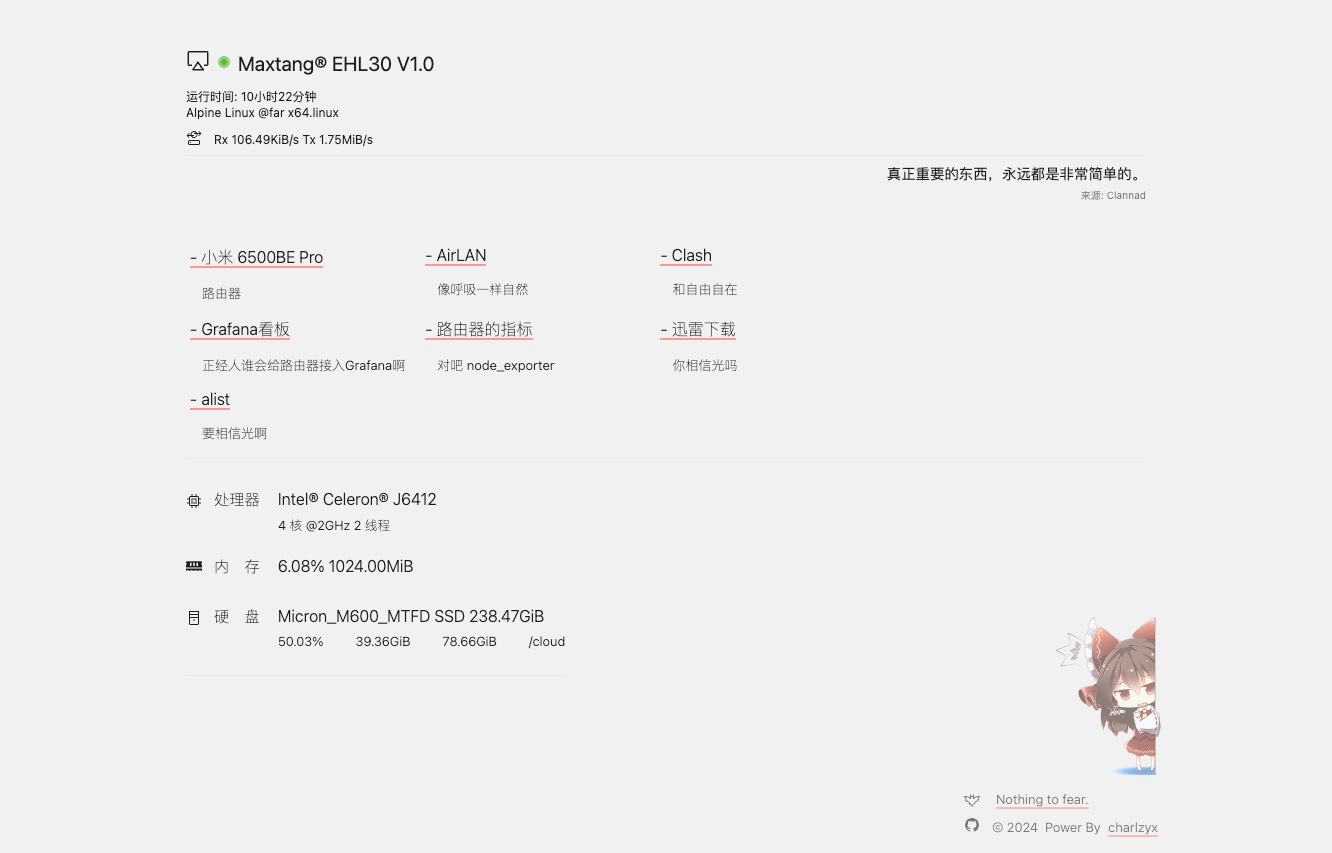 Maxtang® EHL30 V1.0
运行时间: 10小时22分钟
Alpine Linux @far x64.linux
Rx 106.49KiB/s Tx 1.75MiB/s
真正重要的东西，永远都是非常简单的。
来源: Clannad
- 小米 6500BE Pro
路由器
- AirLAN
像呼吸一样自然
- Clash
和自由自在
- Grafana看板
正经人谁会给路由器接入Grafana啊
- 路由器的指标
对吧 node_exporter
- 迅雷下载
你相信光吗
- alist
要相信光啊
处理器 Intel® Celeron® J6412
4 核 @2GHz 2 线程
内 存 6.08% 1024.00MiB
硬 盘 Micron_M600_MTFD SSD 238.47GiB
50.03% 39.36GiB 78.66GiB /cloud
Nothing to fear.
© 2024 Power By charlzyx